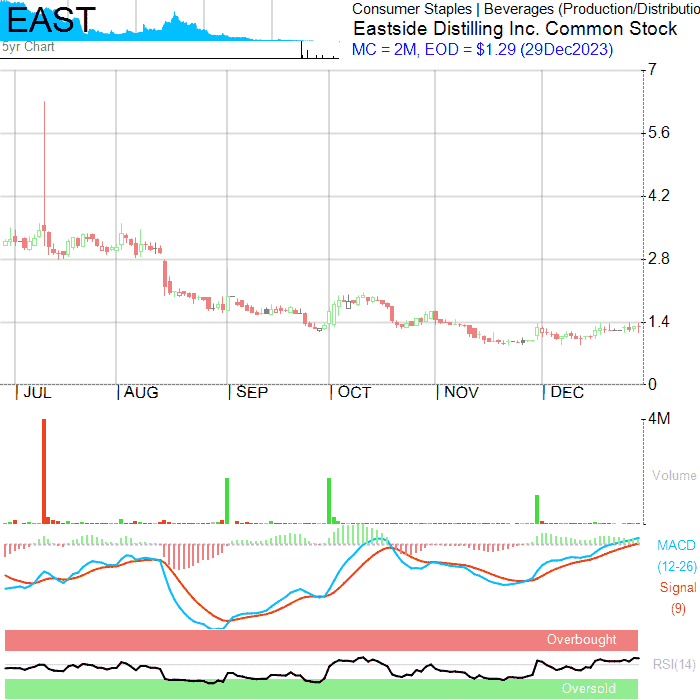 EAST
5yr Chart
Consumer Staples | Beverages (Production/Distributio
Eastside Distilling Inc. Common Stock
MC = 2M, EOD = $1.29 (29Dec2023)
7
5.6
4.2
2.8
1.4
0
JUL AUG SEP OCT NOV DEC
4M
Volume
MACD
(12-26)
Signal
(9)
Overbought
RSI(14)
Oversold